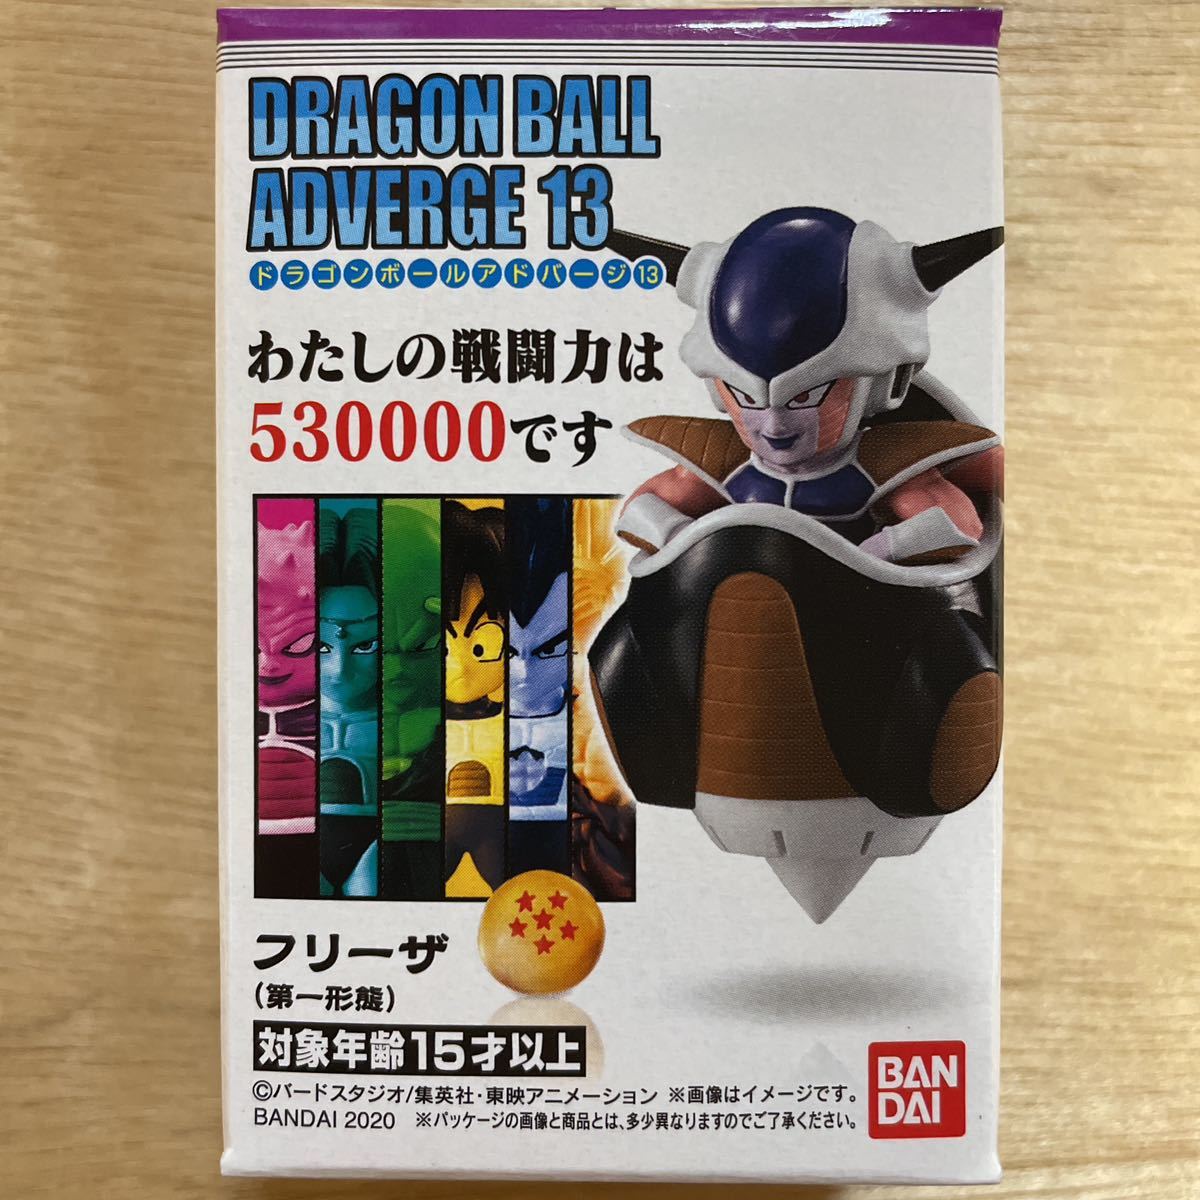 DRAGON BALL
ADVERGE 13
ドラゴンボールアドバージ13
わたしの戦闘力は
530000です
フリーザ
(第一形態)
対象年齢15才以上
©バードスタジオ/集英社・東映アニメーション ※画像はイメージです。
BANDAI 2020 ※パッケージの画像と商品とは、多少異なりますのでご了承ください。
BAN
DAI